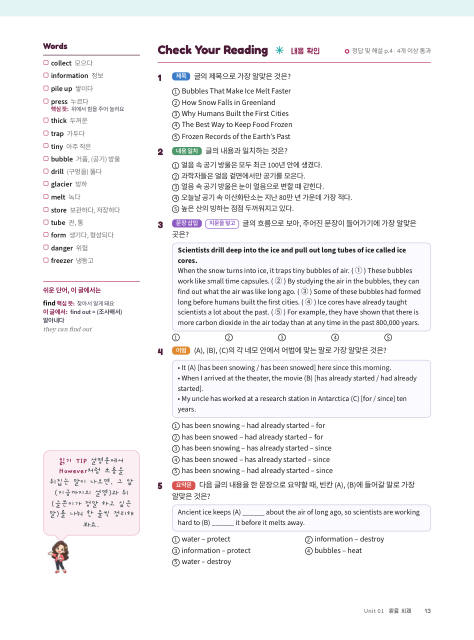 Words
collect 모으다
information 정보
pile up 쌓이다
press 누르다
핵심 뜻: 위에서 힘을 주어 눌러요
thick 두꺼운
trap 가두다
tiny 아주 작은
bubble 거품, (공기) 방울
drill (구멍을) 뚫다
glacier 빙하
melt 녹다
store 보관하다, 저장하다
tube 관, 통
form 생기다, 형성되다
danger 위험
freezer 냉동고
쉬운 단어, 이 글에서는
find 핵심 뜻: 찾아서 알게 돼요
이 글에서: find out = (조사해서)
알아내다
they can find out
읽기 TIP 설명문에서
However처럼 흐름을
뒤집는 말이 나오면, 그 앞
(이글까지의 설명)과 뒤
(글쓴이가 정말 하고 싶은
말)을 나눠 한 줄씩 정리해
봐요.
Check Your Reading 내용 확인
정답 및 해설 p.4 · 4개 이상 통과
1 제목 글의 제목으로 가장 알맞은 것은?
① Bubbles That Make Ice Melt Faster
② How Snow Falls in Greenland
③ Why Humans Built the First Cities
④ The Best Way to Keep Food Frozen
⑤ Frozen Records of the Earth's Past
2 내용 일치 글의 내용과 일치하는 것은?
① 얼음 속 공기 방울은 모두 최근 100년 안에 생겼다.
② 과학자들은 얼음 겉면에서만 공기를 모은다.
③ 얼음 속 공기 방울은 눈이 얼음으로 변할 때 갇힌다.
④ 오늘날 공기 속 이산화탄소는 지난 80만 년 가운데 가장 적다.
⑤ 높은 산의 빙하는 점점 두꺼워지고 있다.
3 문장 삽입 지문을 읽고 글의 흐름으로 보아, 주어진 문장이 들어가기에 가장 알맞은
곳은?
Scientists drill deep into the ice and pull out long tubes of ice called ice
cores.
When the snow turns into ice, it traps tiny bubbles of air. ( ① ) These bubbles
work like small time capsules. ( ② ) By studying the air in the bubbles, they can
find out what the air was like long ago. ( ③ ) Some of these bubbles had formed
long before humans built the first cities. ( ④ ) Ice cores have already taught
scientists a lot about the past. ( ⑤ ) For example, they have shown that there is
more carbon dioxide in the air today than at any time in the past 800,000 years.
① ② ③ ④ ⑤
4 어법 (A), (B), (C)의 각 네모 안에서 어법에 맞는 말로 가장 알맞은 것은?
• It (A) [has been snowing / has been snowed] here since this morning.
• When I arrived at the theater, the movie (B) [has already started / had already
started].
• My uncle has worked at a research station in Antarctica (C) [for / since] ten
years.
① has been snowing – had already started – for
② has been snowed – had already started – for
③ has been snowing – has already started – since
④ has been snowed – has already started – since
⑤ has been snowing – had already started – since
5 요약문 다음 글의 내용을 한 문장으로 요약할 때, 빈칸 (A), (B)에 들어갈 말로 가장
알맞은 것은?
Ancient ice keeps (A) ______ about the air of long ago, so scientists are working
hard to (B) ______ it before it melts away.
① water – protect ② information – destroy
③ information – protect ④ bubbles – heat
⑤ water – destroy
Unit 01 13